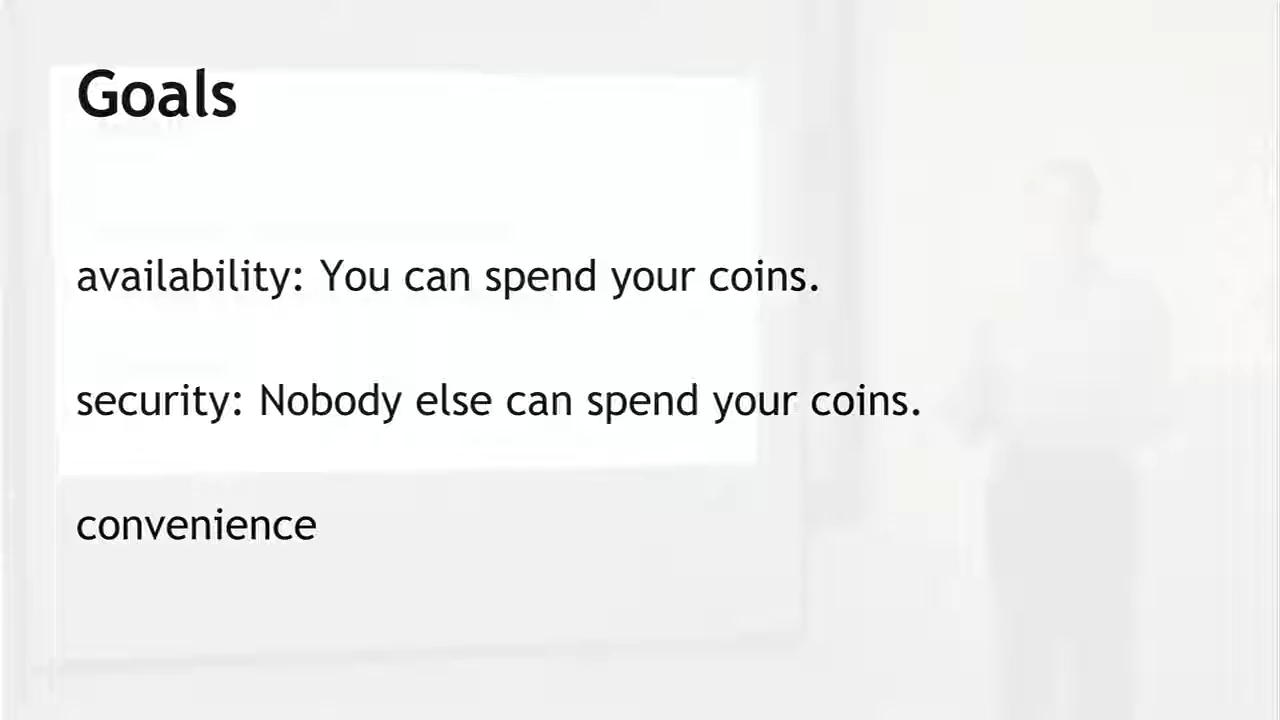 Goals
availability: You can spend your coins.
security: Nobody else can spend your coins.
convenience